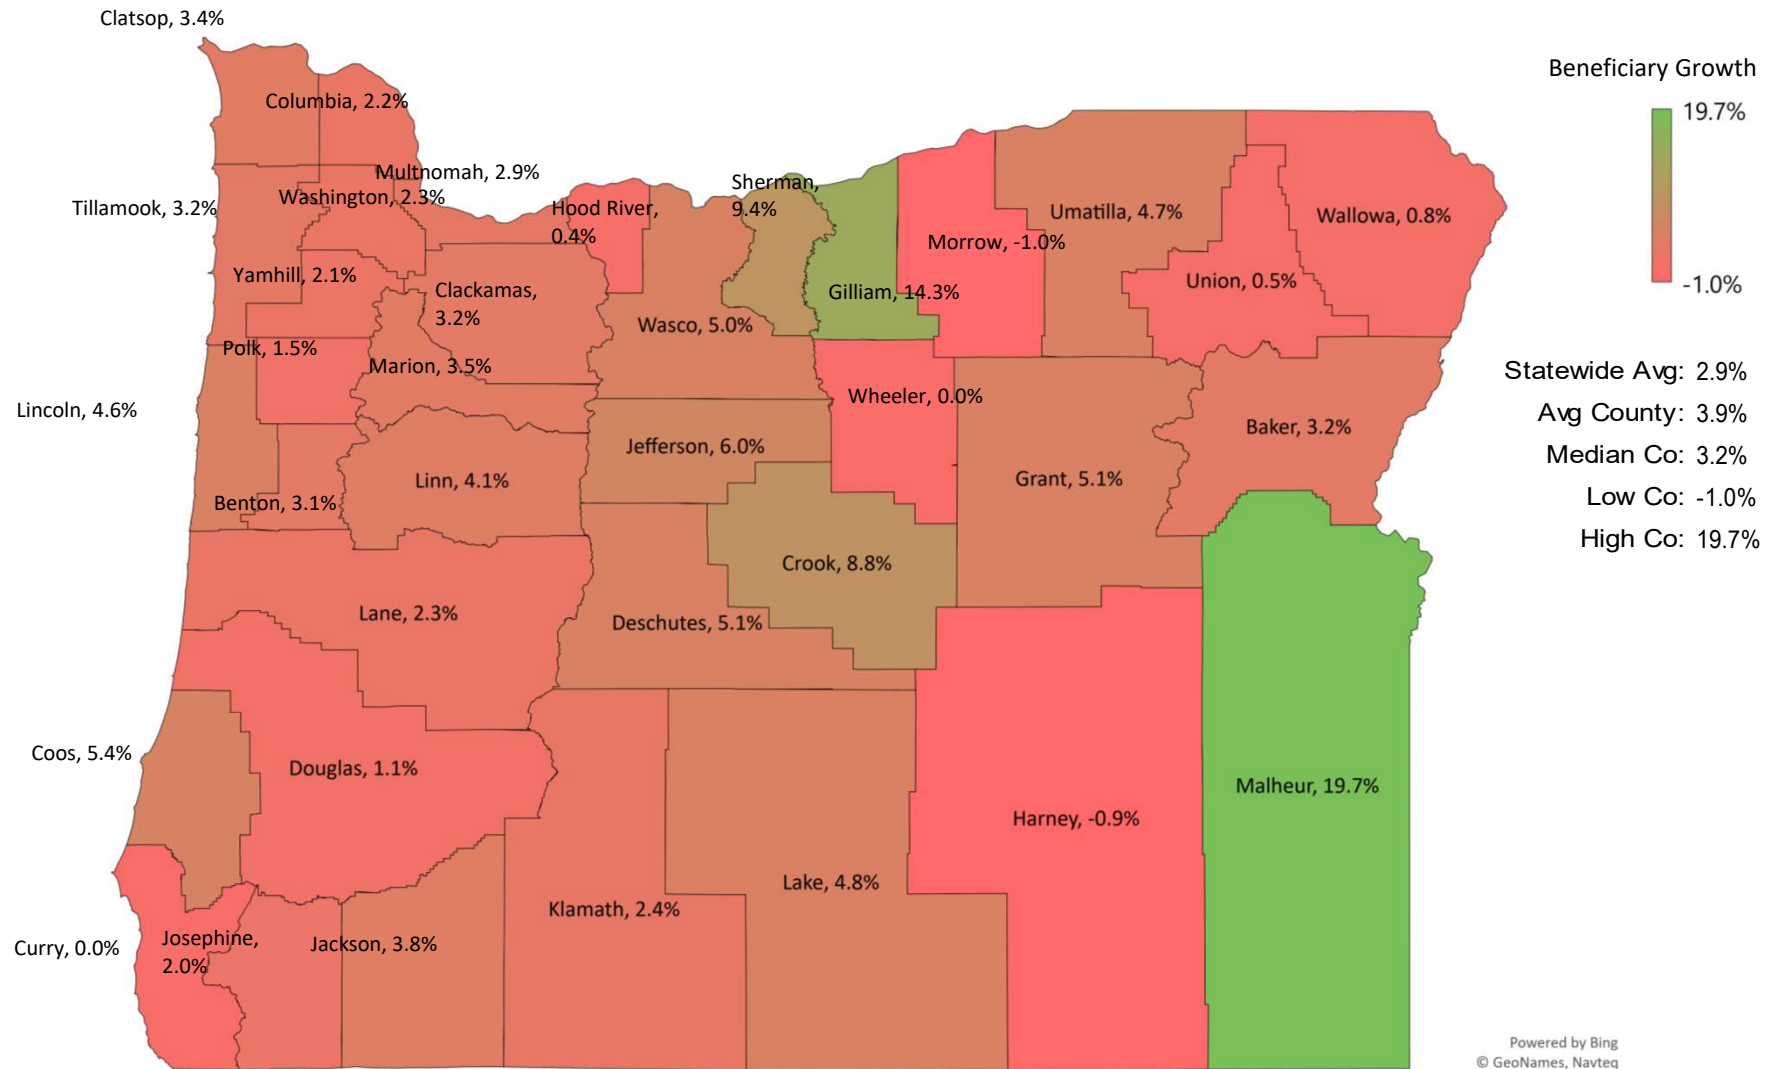 Clatsop, 3.4%
Beneficiary Growth
19.7%
-1.0%
Columbia, 2.2%
Multnomah, 2.9%
Washington, 2.3%
Tillamook, 3.2%
Hood River,
0.4%
Sherman,
9.4%
Umatilla, 4.7%
Wallowa, 0.8%
Morrow, -1.0%
Yamhill, 2.1%
Clackamas,
3.2%
Gilliam, 14.3%
Union, 0.5%
Wasco, 5.0%
Polk, 1.5%
Marion, 3.5%
Statewide Avg: 2.9%
Avg County: 3.9%
Median Co: 3.2%
Low Co: -1.0%
High Co: 19.7%
Lincoln, 4.6%
Wheeler, 0.0%
Baker, 3.2%
Jefferson, 6.0%
Linn, 4.1%
Grant, 5.1%
Benton, 3.1%
Crook, 8.8%
Lane, 2.3%
Deschutes, 5.1%
Coos, 5.4%
Douglas, 1.1%
Malheur, 19.7%
Harney, -0.9%
Lake, 4.8%
Klamath, 2.4%
Curry, 0.0%
Josephine,
2.0%
Jackson, 3.8%
Powered by Bing
© GeoNames, Navteq